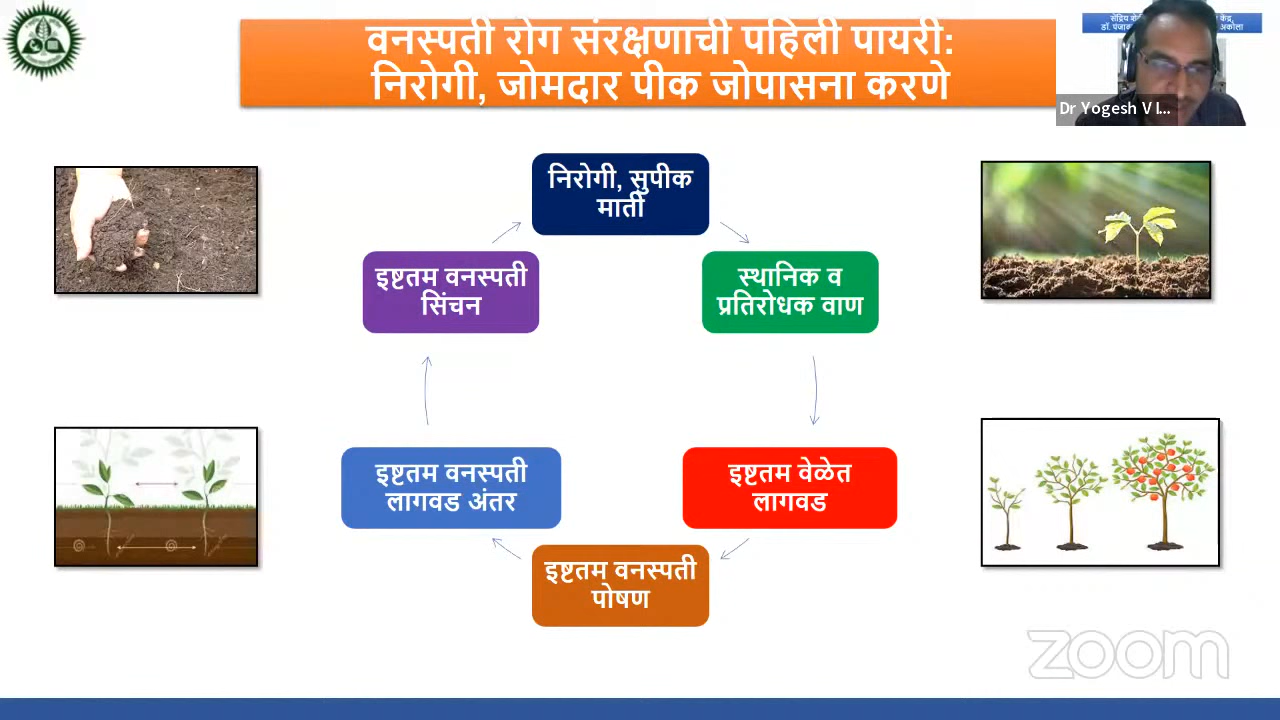 वनस्पती रोग संरक्षणाची पहिली पायरी:
निरोगी, जोमदार पीक जोपासना करणे
Dr Yogesh V I...
निरोगी, सुपीक
माती
स्थानिक व
प्रतिरोधक वाण
इष्टतम वेळेत
लागवड
इष्टतम वनस्पती
पोषण
इष्टतम वनस्पती
लागवड अंतर
इष्टतम वनस्पती
सिंचन
zoom